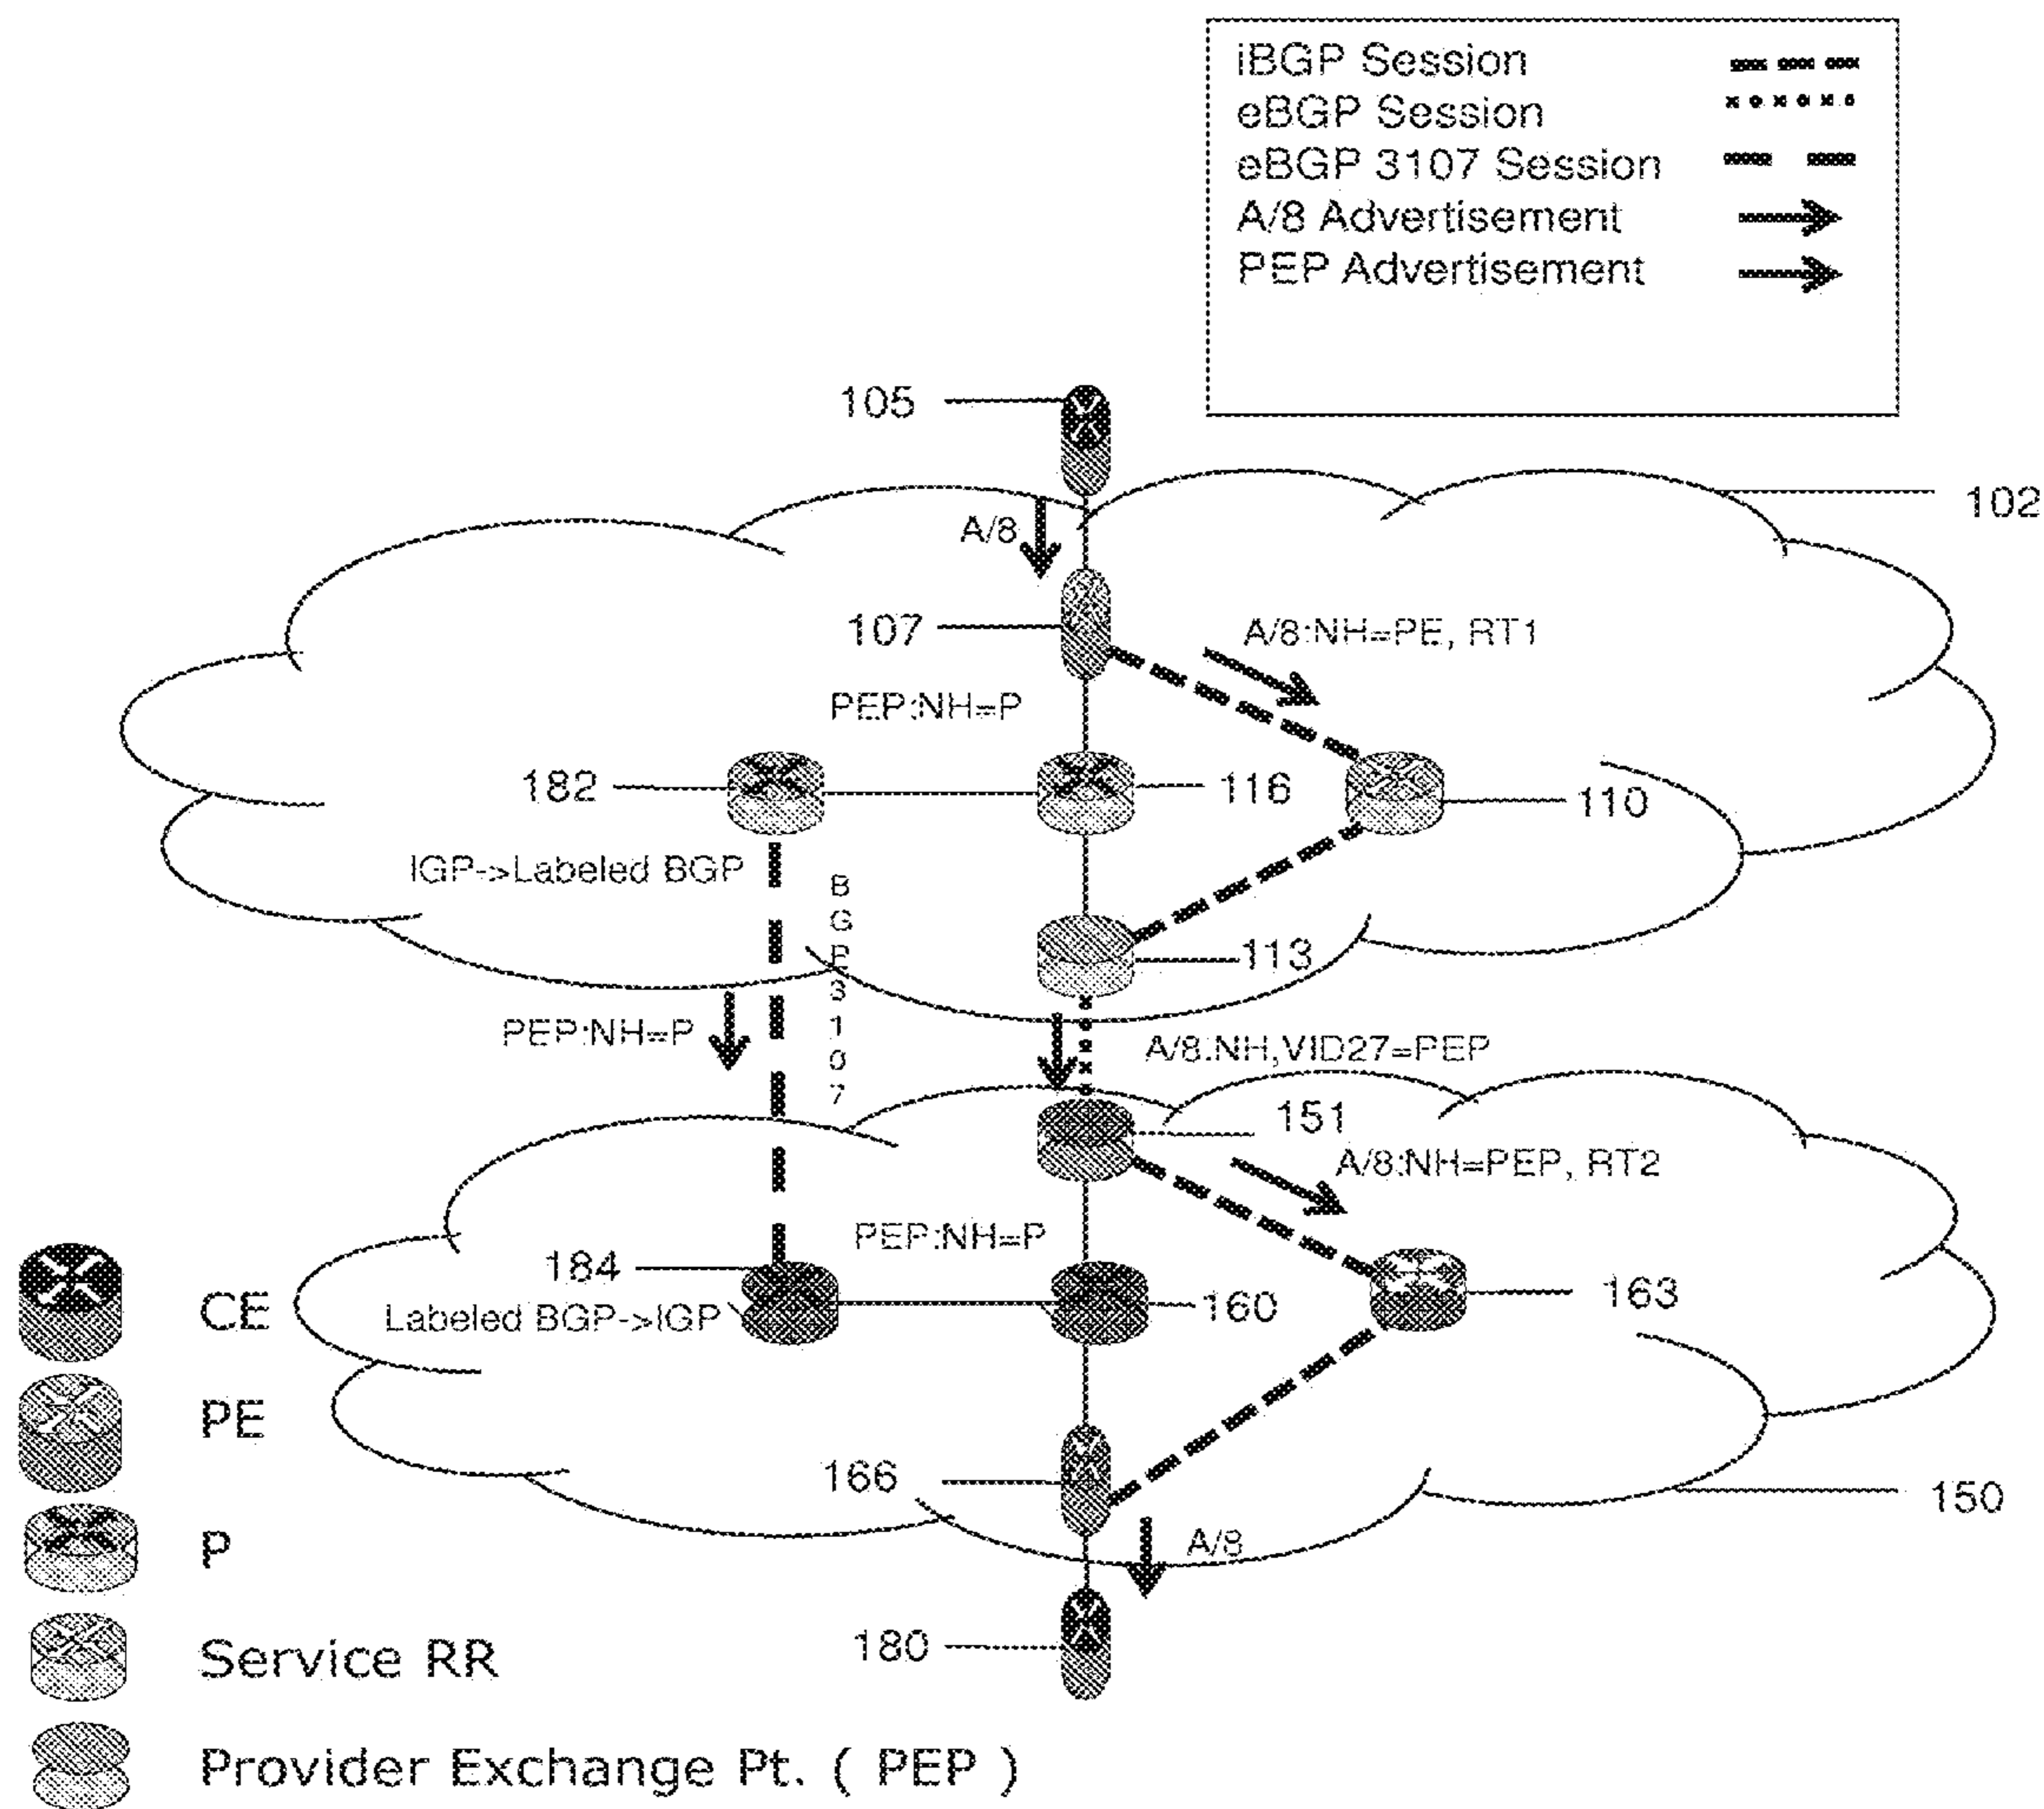 iBGP Session
eBGP Session
eBGP 3107 Session
A/8 Advertisement
PEP Advertisement
105
102
A/8
107
A/8:NH=PE, RT1
PEP:NH=P
182
116
110
IGP->Labeled BGP
B
G
P
3
1
0
7
113
PEP:NH=P
A/8:NH,VID27=PEP
151
A/8:NH=PEP, RT2
PEP:NH=P
184
160
163
Labeled BGP->IGP
CE
PE
166
150
A/8
P
180
Service RR
Provider Exchange Pt. ( PEP )